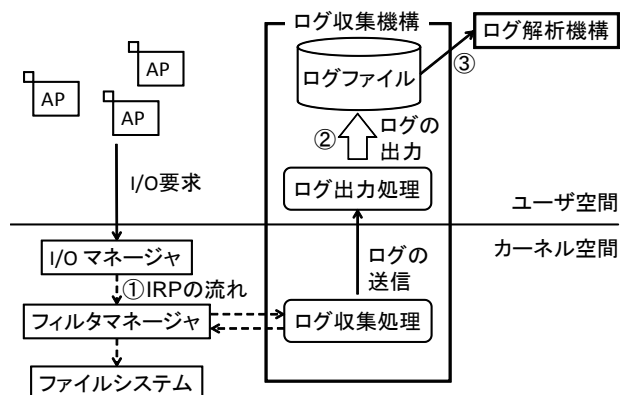 ログ収集機構
ログ解析機構
ログファイル
③
AP
AP
AP
②
ログの
出力
I/O要求
ログ出力処理
ユーザ空間
カーネル空間
I/O マネージャ
ログの
送信
①IRPの流れ
フィルタマネージャ
ログ収集処理
ファイルシステム